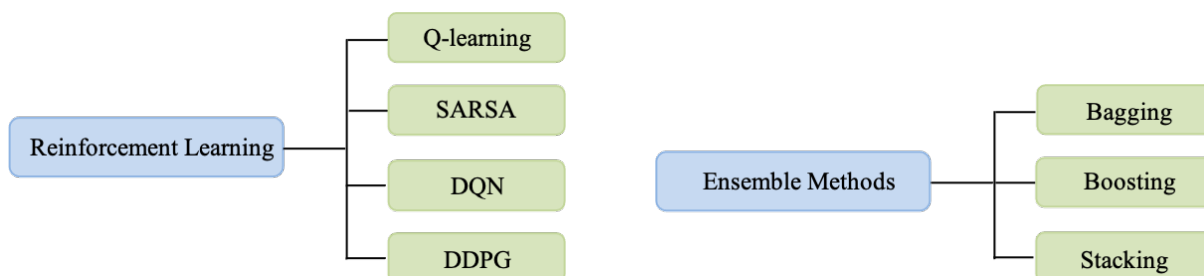 Reinforcement Learning
Q-learning
SARSA
DQN
DDPG
Ensemble Methods
Bagging
Boosting
Stacking